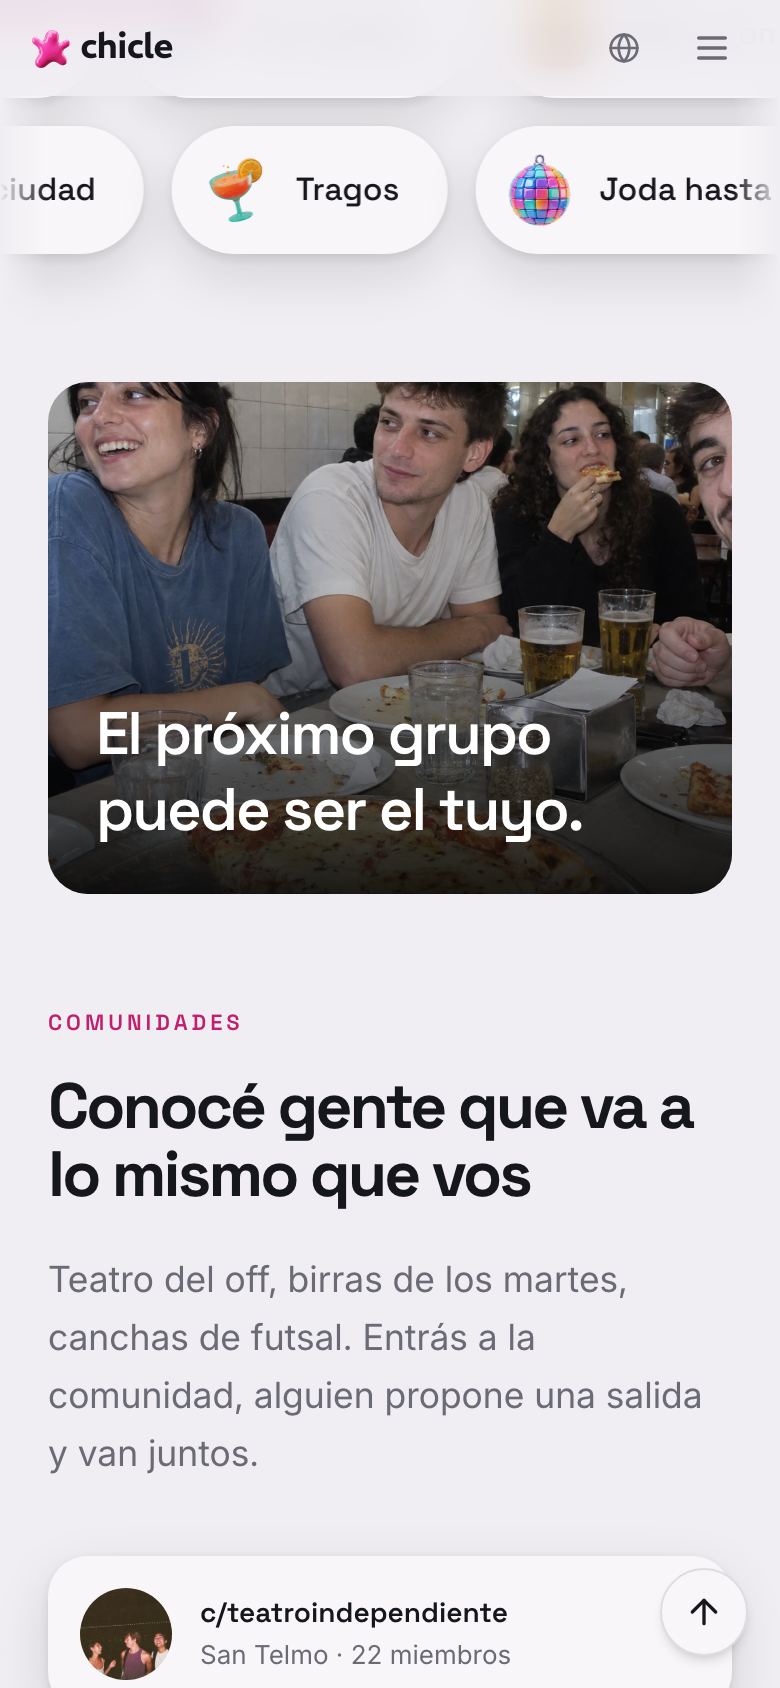 chicle
ciudad
Tragos
Joda hasta
El próximo grupo
puede ser el tuyo.
COMUNIDADES
Conocé gente que va a
lo mismo que vos
Teatro del off, birras de los martes,
canchas de futsal. Entrás a la
comunidad, alguien propone una salida
y van juntos.
c/teatroindependiente
San Telmo · 22 miembros